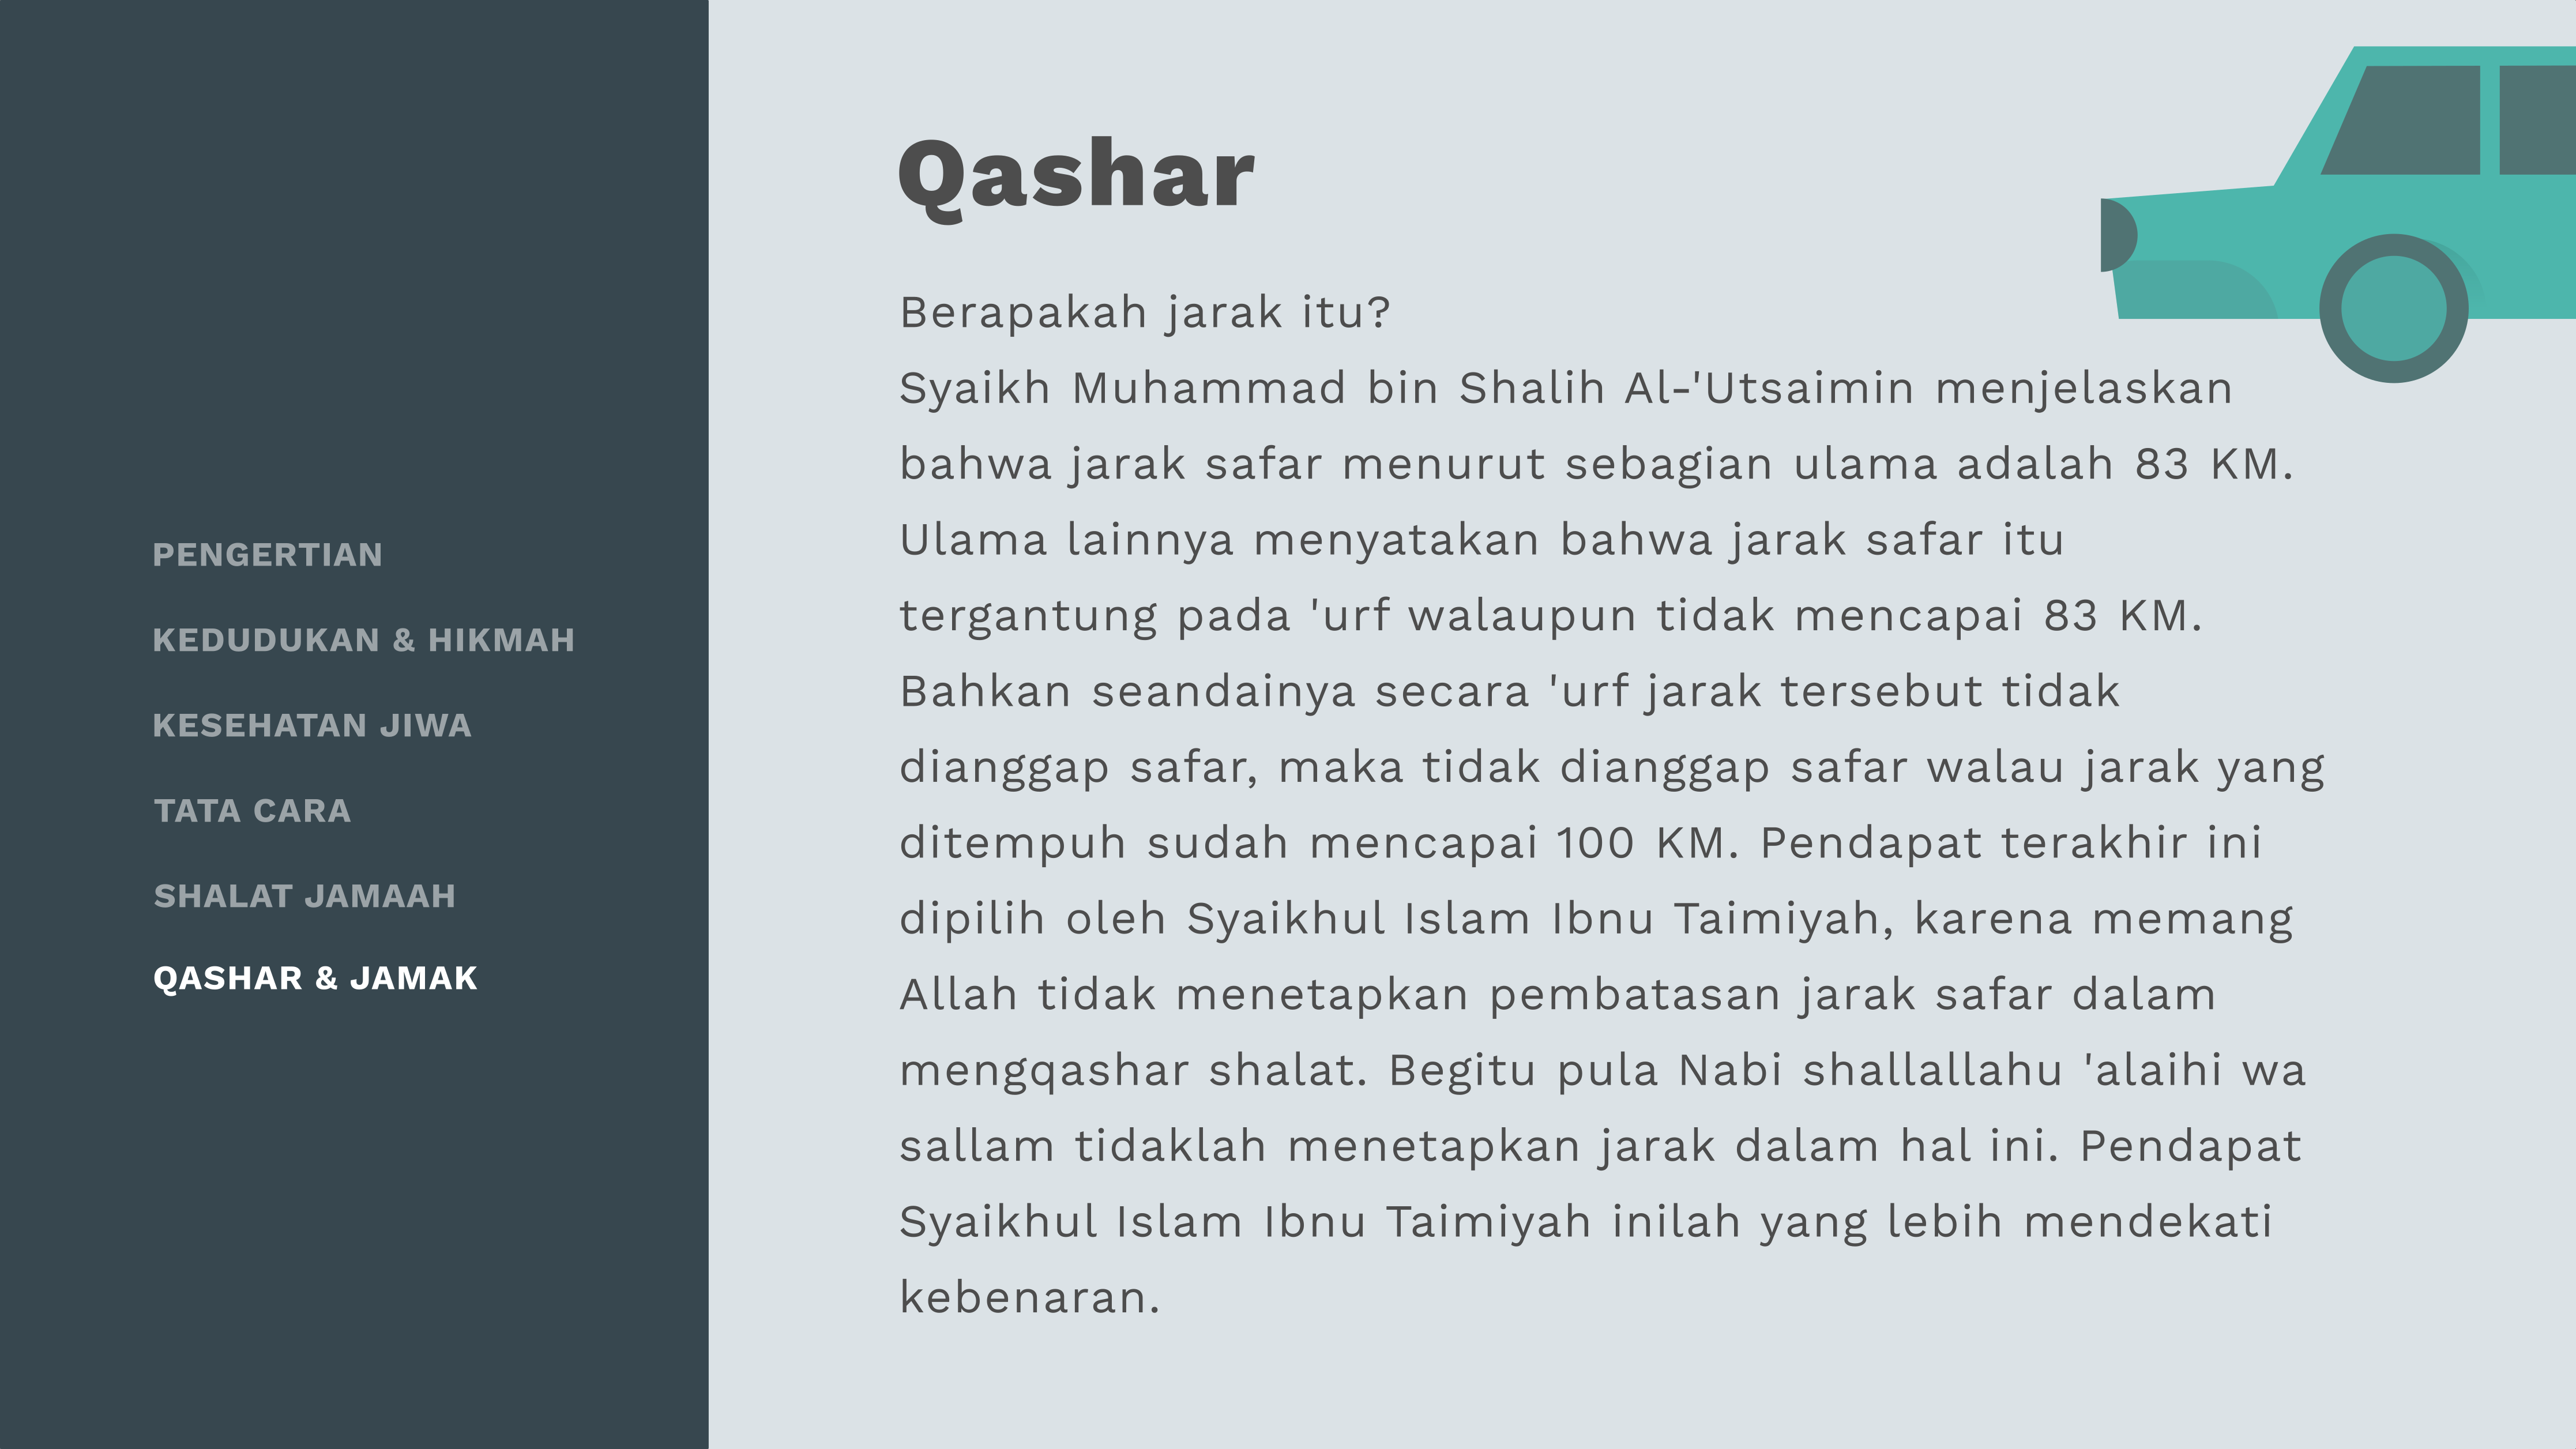 PENGERTIAN
KEDUDUKAN & HIKMAH
KESEHATAN JIWA
TATA CARA
SHALAT JAMAAH
QASHAR & JAMAK
Qashar
Berapakah jarak itu?
Syaikh Muhammad bin Shalih Al-'Utsaimin menjelaskan
bahwa jarak safar menurut sebagian ulama adalah 83 KM.
Ulama lainnya menyatakan bahwa jarak safar itu
tergantung pada 'urf walaupun tidak mencapai 83 KM.
Bahkan seandainya secara 'urf jarak tersebut tidak
dianggap safar, maka tidak dianggap safar walau jarak yang
ditempuh sudah mencapai 100 KM. Pendapat terakhir ini
dipilih oleh Syaikhul Islam Ibnu Taimiyah, karena memang
Allah tidak menetapkan pembatasan jarak safar dalam
mengqashar shalat. Begitu pula Nabi shallallahu 'alaihi wa
sallam tidaklah menetapkan jarak dalam hal ini. Pendapat
Syaikhul Islam Ibnu Taimiyah inilah yang lebih mendekati
kebenaran.